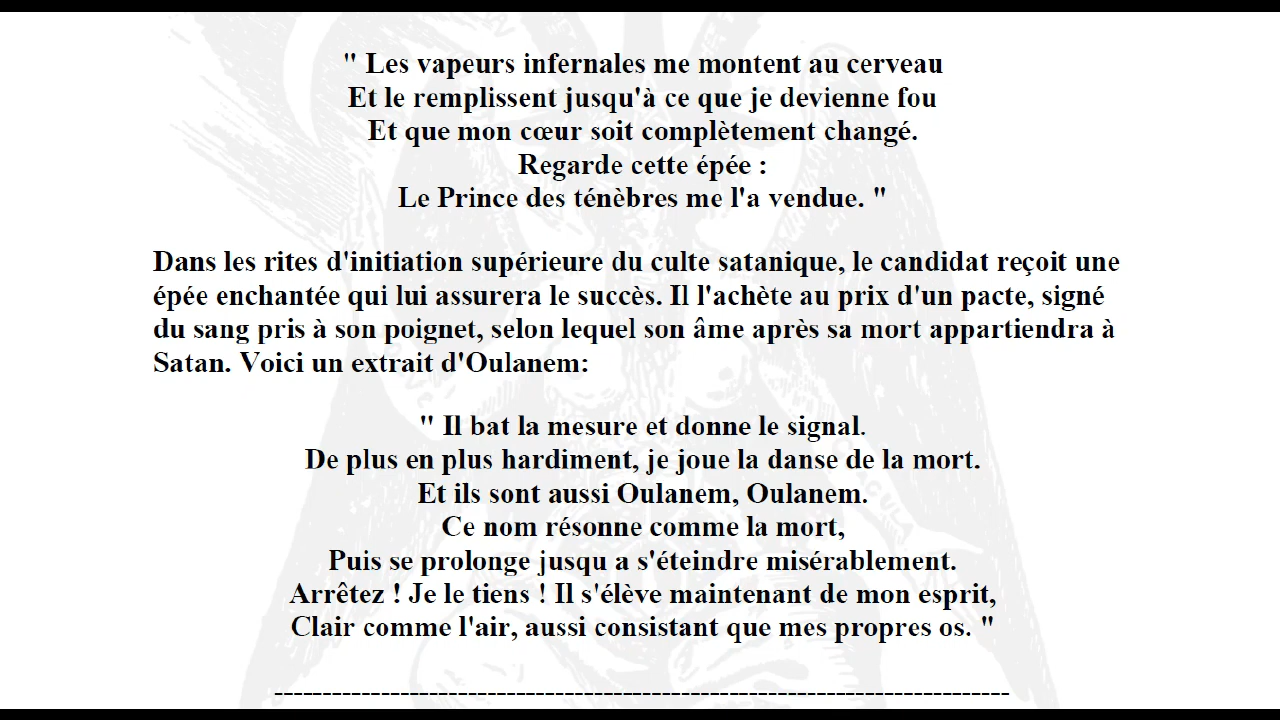 " Les vapeurs infernales me montent au cerveau
Et le remplissent jusqu'à ce que je devienne fou
Et que mon cœur soit complètement changé.
Regarde cette épée :
Le Prince des ténèbres me l'a vendue. "
Dans les rites d'initiation supérieure du culte satanique, le candidat reçoit une
épée enchantée qui lui assurera le succès. Il l'achète au prix d'un pacte, signé
du sang pris à son poignet, selon lequel son âme après sa mort appartiendra à
Satan. Voici un extrait d'Oulanem:
" Il bat la mesure et donne le signal.
De plus en plus hardiment, je joue la danse de la mort.
Et ils sont aussi Oulanem, Oulanem.
Ce nom résonne comme la mort,
Puis se prolonge jusqu a s'éteindre misérablement.
Arrêtez ! Je le tiens ! Il s'élève maintenant de mon esprit,
Clair comme l'air, aussi consistant que mes propres os. "